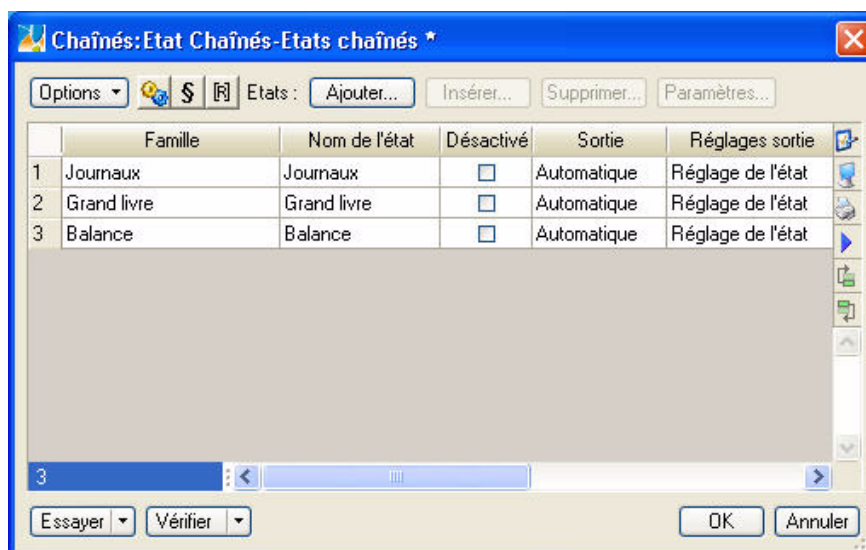 Chaînés:Etat Chaînés-Etats chaînés *
Options § [R] Etats : Ajouter... Insérer... Supprimer... Paramètres...
Famille Nom de l'état Désactivé Sortie Réglages sortie
1 Journaux Journaux Automatique Réglage de l'état
2 Grand livre Grand livre Automatique Réglage de l'état
3 Balance Balance Automatique Réglage de l'état
3
Essayer Vérifier OK Annuler